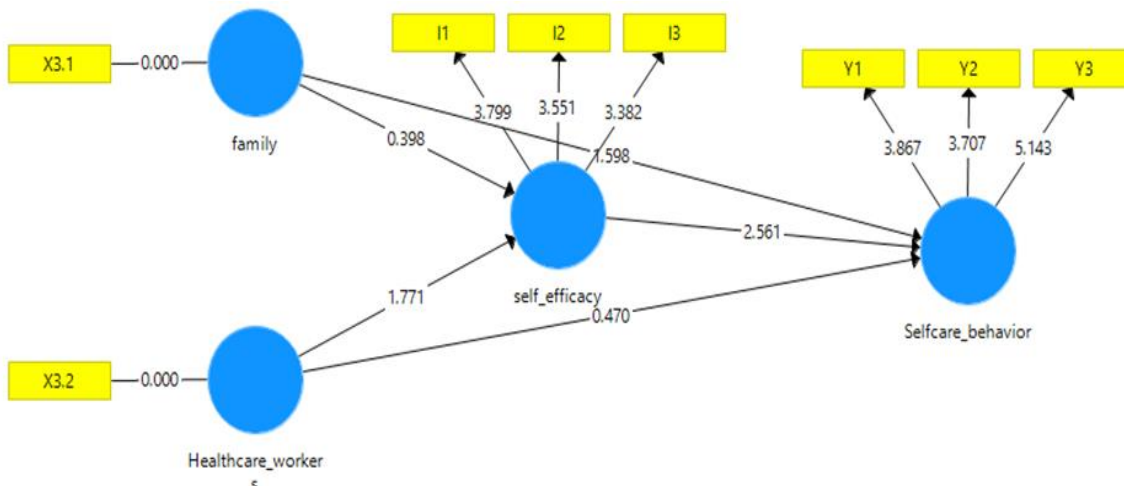 I1
I2
I3
X3.1
0.000
Y1
Y2
Y3
3.799
3.551
3.382
family
0.398
1.598
3.867
3.707
5.143
2.561
self_efficacy
1.771
0.470
Selfcare_behavior
X3.2
0.000
Healthcare_worker
s